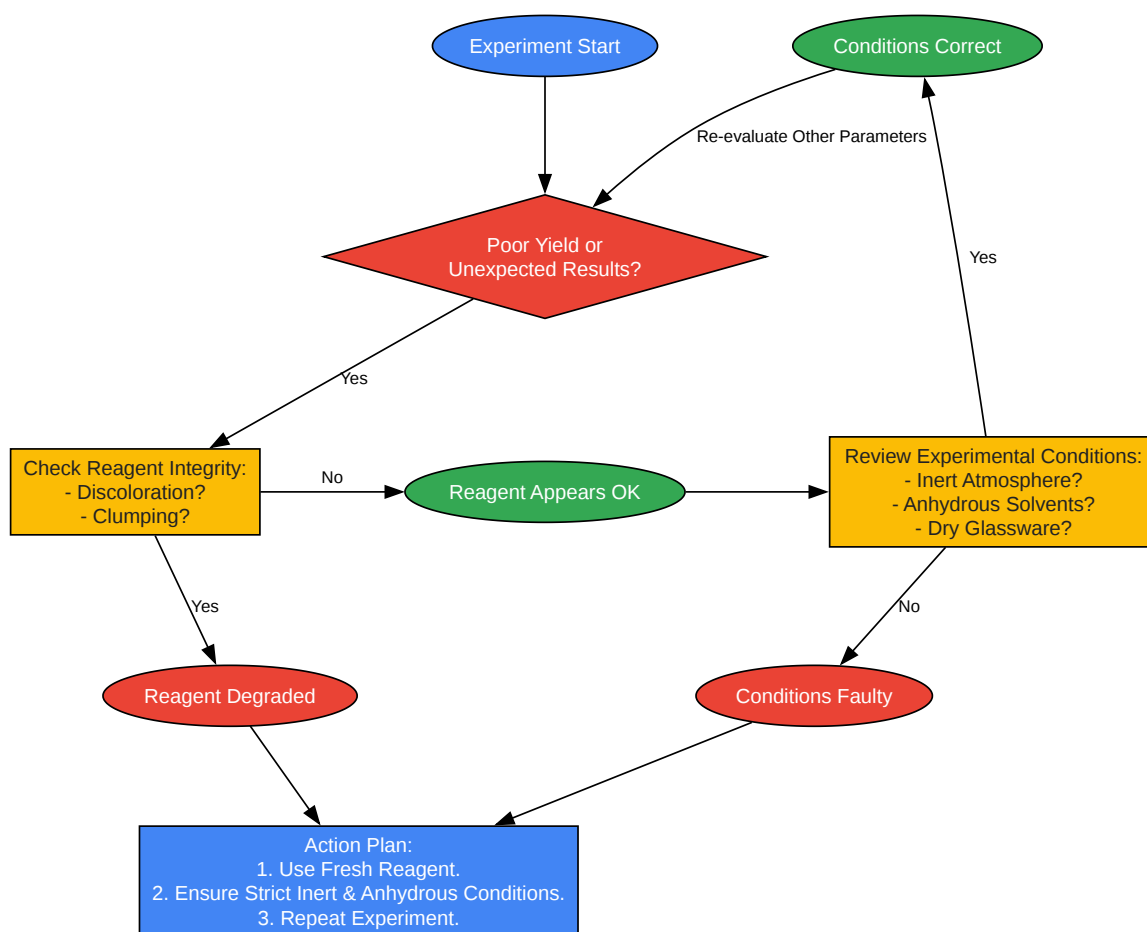 Experiment Start
Conditions Correct
Re-evaluate Other Parameters
Poor Yield or
Unexpected Results?
Yes
Yes
Check Reagent Integrity:
- Discoloration?
- Clumping?
No
Reagent Appears OK
Review Experimental Conditions:
- Inert Atmosphere?
- Anhydrous Solvents?
- Dry Glassware?
Yes
No
Reagent Degraded
Conditions Faulty
Action Plan:
1. Use Fresh Reagent.
2. Ensure Strict Inert & Anhydrous Conditions.
3. Repeat Experiment.